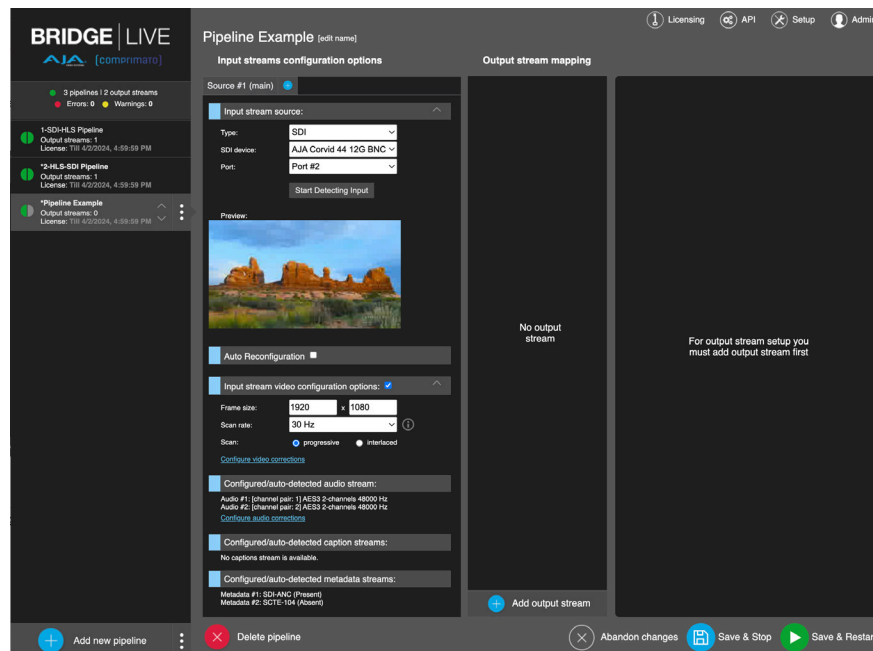 BRIDGE LIVE
AJA [comprimato]
3 pipelines | 2 output streams
Errors: 0 Warnings: 0
1-SDI-HLS Pipeline
Output streams: 1
License: Till 4/2/2024, 4:59:59 PM
*2-HLS-SDI Pipeline
Output streams: 1
License: Till 4/2/2024, 4:59:59 PM
*Pipeline Example
Output streams: 0
License: Till 4/2/2024, 4:59:59 PM
Add new pipeline
Licensing API Setup Admin
Pipeline Example [edit name]
Input streams configuration options
Source #1 (main)
Input stream source:
Type: SDI
SDI device: AJA Corvid 44 12G BNC
Port: Port #2
Start Detecting Input
Preview:
Auto Reconfiguration
Input stream video configuration options:
Frame size: 1920 x 1080
Scan rate: 30 Hz
Scan: progressive interlaced
Configure video corrections
Configured/auto-detected audio stream:
Audio #1: [channel pair: 1] AES3 2-channels 48000 Hz
Audio #2: [channel pair: 2] AES3 2-channels 48000 Hz
Configure audio corrections
Configured/auto-detected caption streams:
No captions stream is available.
Configured/auto-detected metadata streams:
Metadata #1: SDI-ANC (Present)
Metadata #2: SCTE-104 (Absent)
Output stream mapping
No output
stream
Add output stream
For output stream setup you
must add output stream first
Delete pipeline
Abandon changes Save & Stop Save & Restar